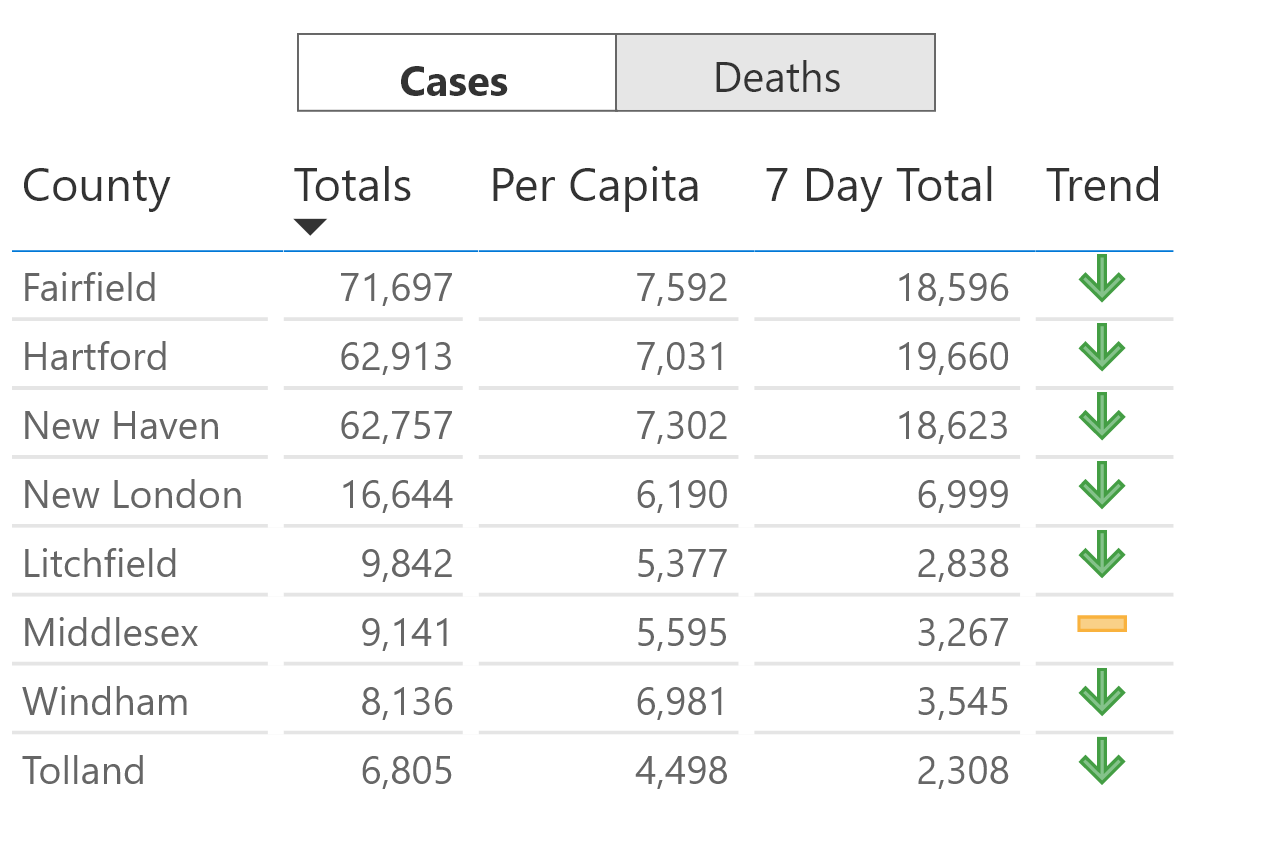 Cases Deaths
County Totals Per Capita 7 Day Total Trend
Fairfield 71,697 7,592 18,596
Hartford 62,913 7,031 19,660
New Haven 62,757 7,302 18,623
New London 16,644 6,190 6,999
Litchfield 9,842 5,377 2,838
Middlesex 9,141 5,595 3,267
Windham 8,136 6,981 3,545
Tolland 6,805 4,498 2,308